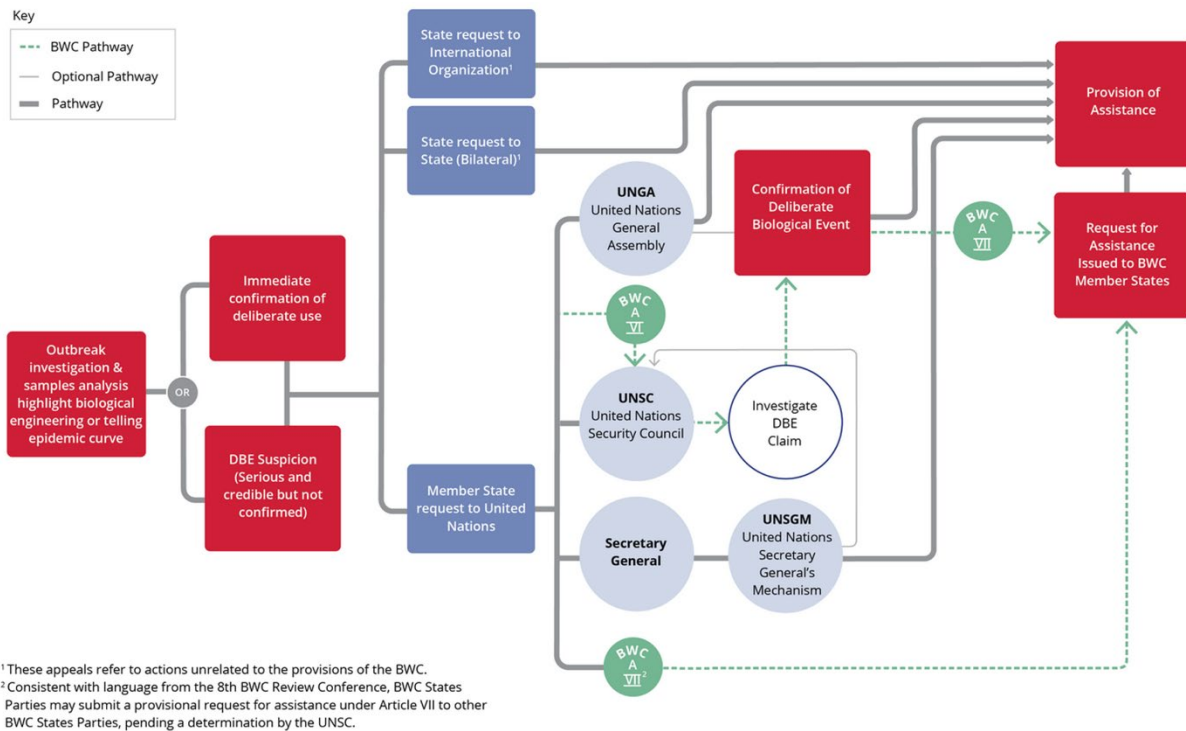 Key
BWC Pathway
Optional Pathway
Pathway
Outbreak
investigation &
samples analysis
highlight biological
engineering or telling
epidemic curve
OR
Immediate
confirmation of
deliberate use
DBE Suspicion
(Serious and
credible but not
confirmed)
State request to
International
Organization¹
State request to
State (Bilateral)¹
Member State
request to United
Nations
UNGA
United Nations
General
Assembly
BWC
A
VI
UNSC
United Nations
Security Council
Secretary
General
BWC
A
VII²
Confirmation of
Deliberate
Biological Event
Investigate
DBE
Claim
UNSGM
United Nations
Secretary
General's
Mechanism
BWC
A
VII
Provision of
Assistance
Request for
Assistance
Issued to BWC
Member States
¹ These appeals refer to actions unrelated to the provisions of the BWC.
² Consistent with language from the 8th BWC Review Conference, BWC States
Parties may submit a provisional request for assistance under Article VII to other
BWC States Parties, pending a determination by the UNSC.